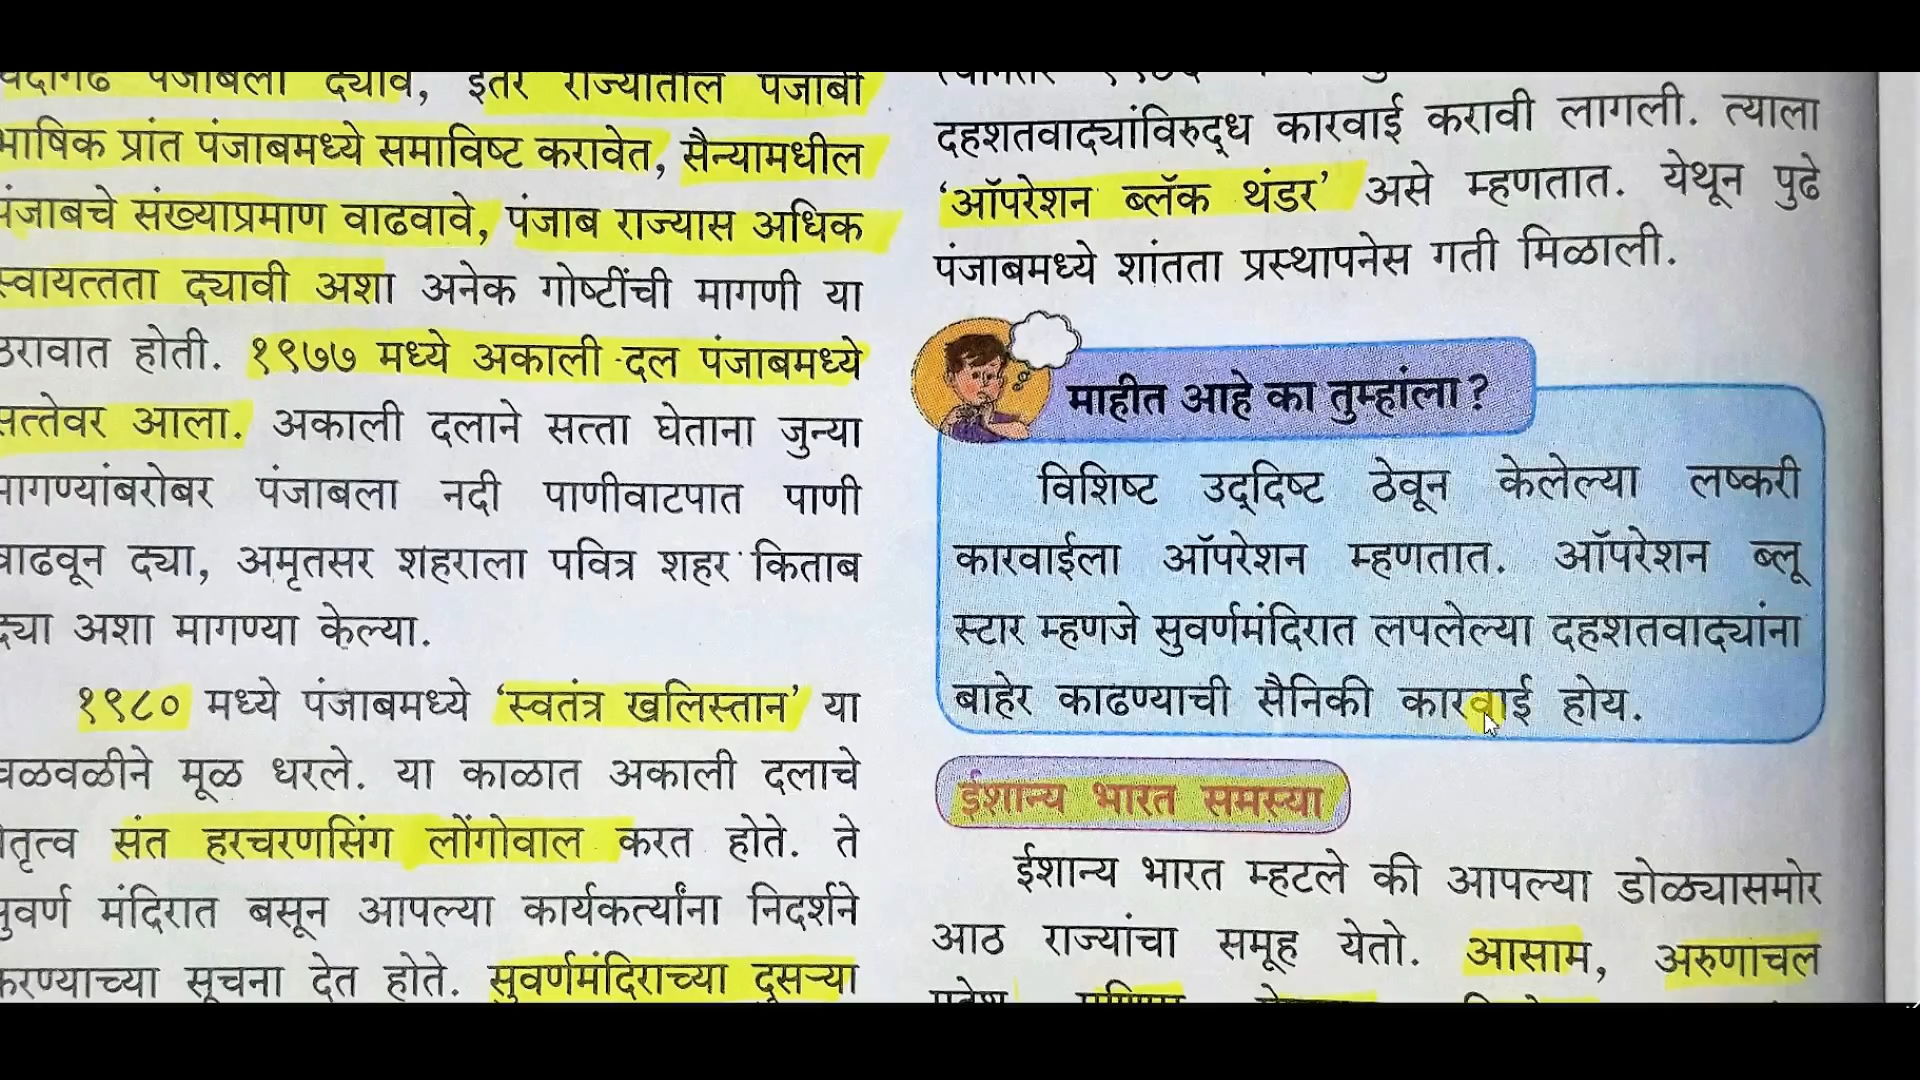 पंजाबला द्यावे, इतर राज्यांतील पंजाबी
भाषिक प्रांत पंजाबमध्ये समाविष्ट करावेत, सैन्यामधील
पंजाबचे संख्याप्रमाण वाढवावे, पंजाब राज्यास अधिक
स्वायत्तता द्यावी अशा अनेक गोष्टींची मागणी या
ठरावात होती. १९७७ मध्ये अकाली दल पंजाबमध्ये
सत्तेवर आला. अकाली दलाने सत्ता घेताना जुन्या
मागण्यांबरोबर पंजाबला नदी पाणीवाटपात पाणी
वाढवून द्या, अमृतसर शहराला पवित्र शहर किताब
द्या अशा मागण्या केल्या.
१९८० मध्ये पंजाबमध्ये ‘स्वतंत्र खलिस्तान’ या
चळवळीने मूळ धरले. या काळात अकाली दलाचे
नेतृत्व संत हरचरणसिंग लोंगोवाल करत होते. ते
सुवर्ण मंदिरात बसून आपल्या कार्यकर्त्यांना निदर्शने
करण्याच्या सूचना देत होते. सुवर्णमंदिराच्या दुसऱ्या
दहशतवाद्यांविरुद्ध कारवाई करावी लागली. त्याला
‘ऑपरेशन ब्लॅक थंडर’ असे म्हणतात. येथून पुढे
पंजाबमध्ये शांतता प्रस्थापनेस गती मिळाली.
माहीत आहे का तुम्हांला?
विशिष्ट उद्दिष्ट ठेवून केलेल्या लष्करी
कारवाईला ऑपरेशन म्हणतात. ऑपरेशन ब्लू
स्टार म्हणजे सुवर्णमंदिरात लपलेल्या दहशतवाद्यांना
बाहेर काढण्याची सैनिकी कारवाई होय.
ईशान्य भारत समस्या
ईशान्य भारत म्हटले की आपल्या डोळ्यासमोर
आठ राज्यांचा समूह येतो. आसाम, अरुणाचल